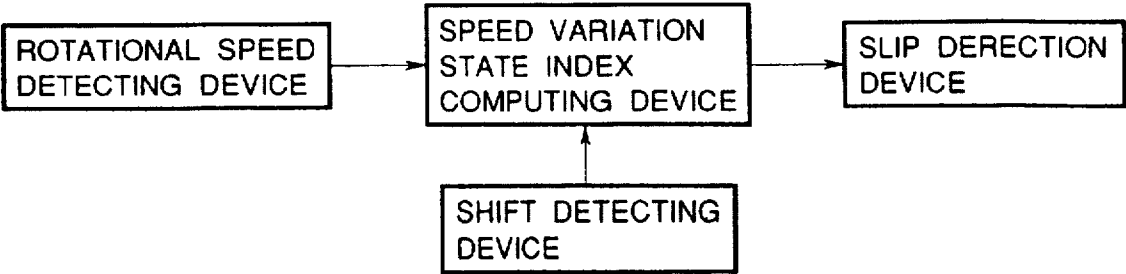 ROTATIONAL SPEED
DETECTING DEVICE
SPEED VARIATION
STATE INDEX
COMPUTING DEVICE
SLIP DERECTION
DEVICE
SHIFT DETECTING
DEVICE